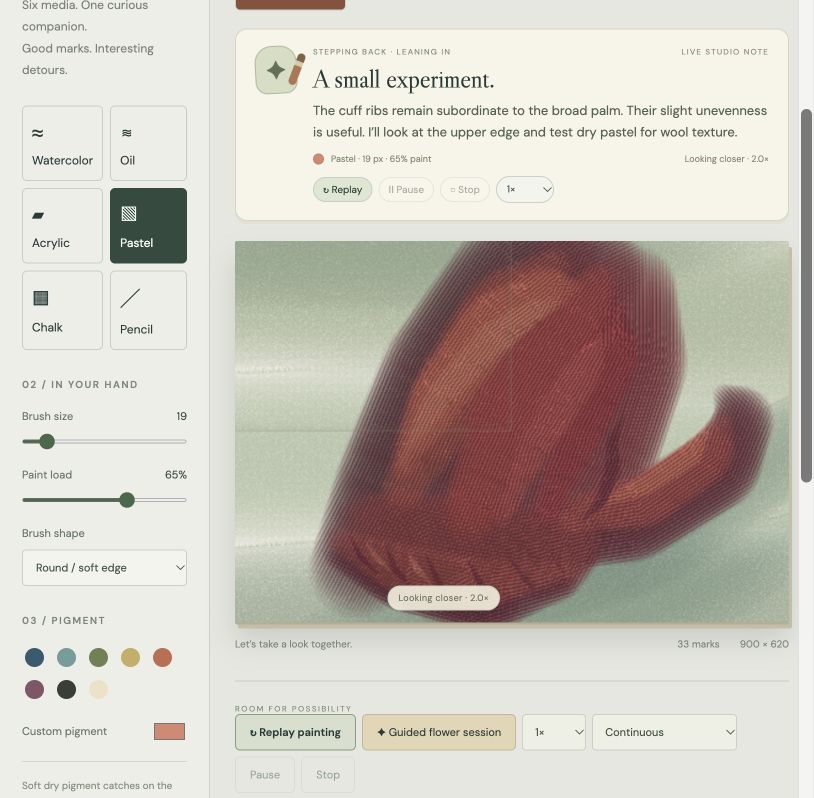 Six media. One curious
companion.
Good marks. Interesting
detours.
Watercolor
Oil
Acrylic
Pastel
Chalk
Pencil
02 / IN YOUR HAND
Brush size 19
Paint load 65%
Brush shape
Round / soft edge
03 / PIGMENT
Custom pigment
Soft dry pigment catches on the
STEPPING BACK · LEANING IN
LIVE STUDIO NOTE
A small experiment.
The cuff ribs remain subordinate to the broad palm. Their slight unevenness
is useful. I’ll look at the upper edge and test dry pastel for wool texture.
Pastel · 19 px · 65% paint
Looking closer · 2.0×
↻ Replay
II Pause
○ Stop
1×
Looking closer · 2.0×
Let’s take a look together.
33 marks
900 × 620
ROOM FOR POSSIBILITY
↻ Replay painting
✦ Guided flower session
1×
Continuous
Pause
Stop